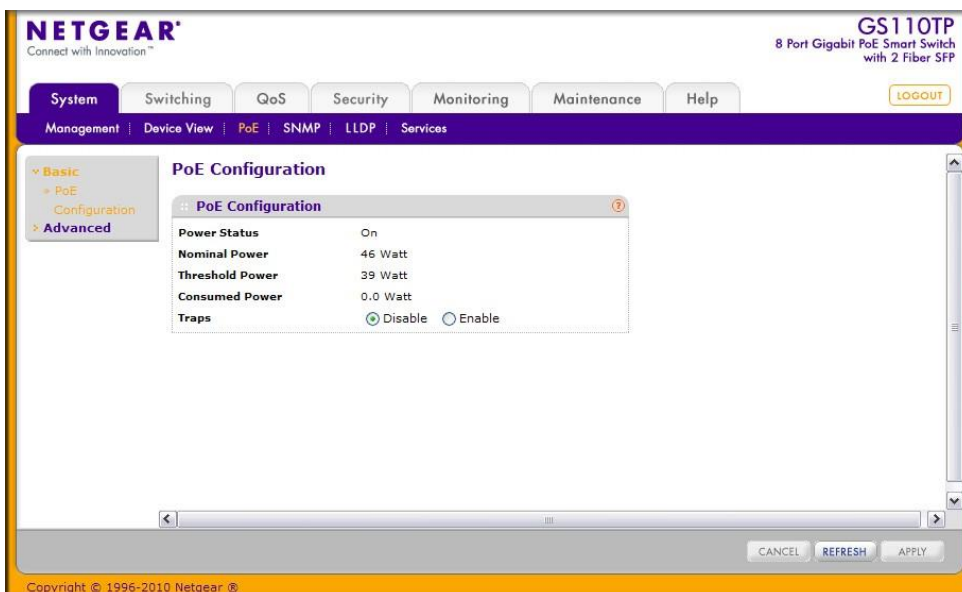 NETGEAR®
Connect with Innovation™
GS110TP
8 Port Gigabit PoE Smart Switch
with 2 Fiber SFP
System Switching QoS Security Monitoring Maintenance Help LOGOUT
Management Device View PoE SNMP LLDP Services
Basic
PoE
Configuration
Advanced
PoE Configuration
PoE Configuration ?
Power Status On
Nominal Power 46 Watt
Threshold Power 39 Watt
Consumed Power 0.0 Watt
Traps Disable Enable
CANCEL REFRESH APPLY
Copyright © 1996-2010 Netgear ®